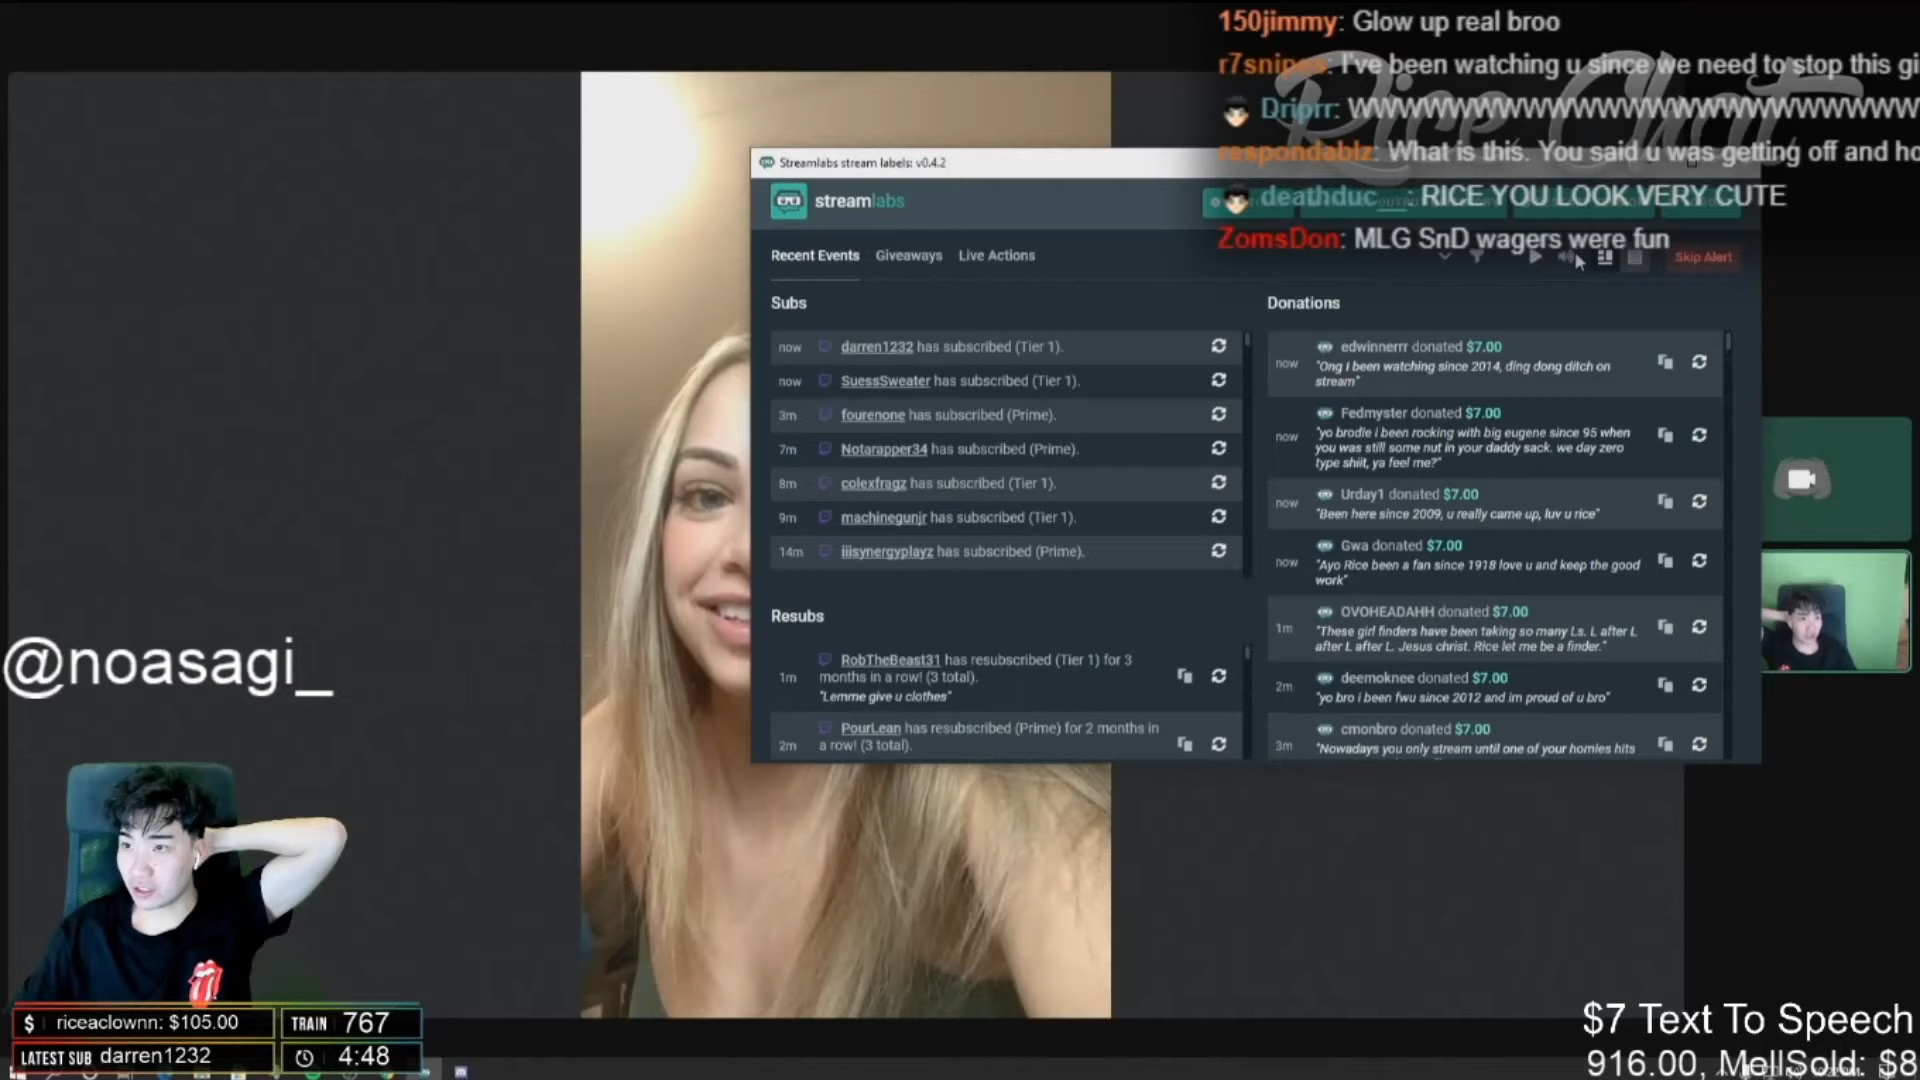 150jimmy: Glow up real broo
r7snipes: I've been watching u since we need to stop this gi
Rice Chat
Driprr: WWWWWWWWWWWWWWWWWWWWWWWWWWWW
respondablz: What is this. You said u was getting off and ho
deathduc__: RICE YOU LOOK VERY CUTE
ZomsDon: MLG SnD wagers were fun
Streamlabs stream labels: v0.4.2
streamlabs
Recent Events Giveaways Live Actions
Skip Alert
Subs
now darren1232 has subscribed (Tier 1).
now SuessSweater has subscribed (Tier 1).
3m fourenone has subscribed (Prime).
7m Notarapper34 has subscribed (Prime).
8m colexfragz has subscribed (Tier 1).
9m machinegunjr has subscribed (Tier 1).
14m iiisynergyplayz has subscribed (Prime).
Resubs
RobTheBeast31 has resubscribed (Tier 1) for 3
1m months in a row! (3 total).
"Lemme give u clothes"
PourLean has resubscribed (Prime) for 2 months in
2m a row! (3 total).
Donations
edwinnerrr donated $7.00
now "Ong I been watching since 2014, ding dong ditch on
stream"
Fedmyster donated $7.00
now "yo brodie i been rocking with big eugene since 95 when
you was still some nut in your daddy sack. we day zero
type shiit, ya feel me?"
Urday1 donated $7.00
now "Been here since 2009, u really came up, luv u rice"
Gwa donated $7.00
now "Ayo Rice been a fan since 1918 love u and keep the good
work"
OVOHEADAHH donated $7.00
1m "These girl finders have been taking so many Ls. L after L
after L after L. Jesus christ. Rice let me be a finder."
deemoknee donated $7.00
2m "yo bro i been fwu since 2012 and im proud of u bro"
cmonbro donated $7.00
3m "Nowadays you only stream until one of your homies hits
@noasagi_
$ riceaclownn: $105.00
TRAIN 767
LATEST SUB darren1232
4:48
$7 Text To Speech
916.00, MellSold: $8